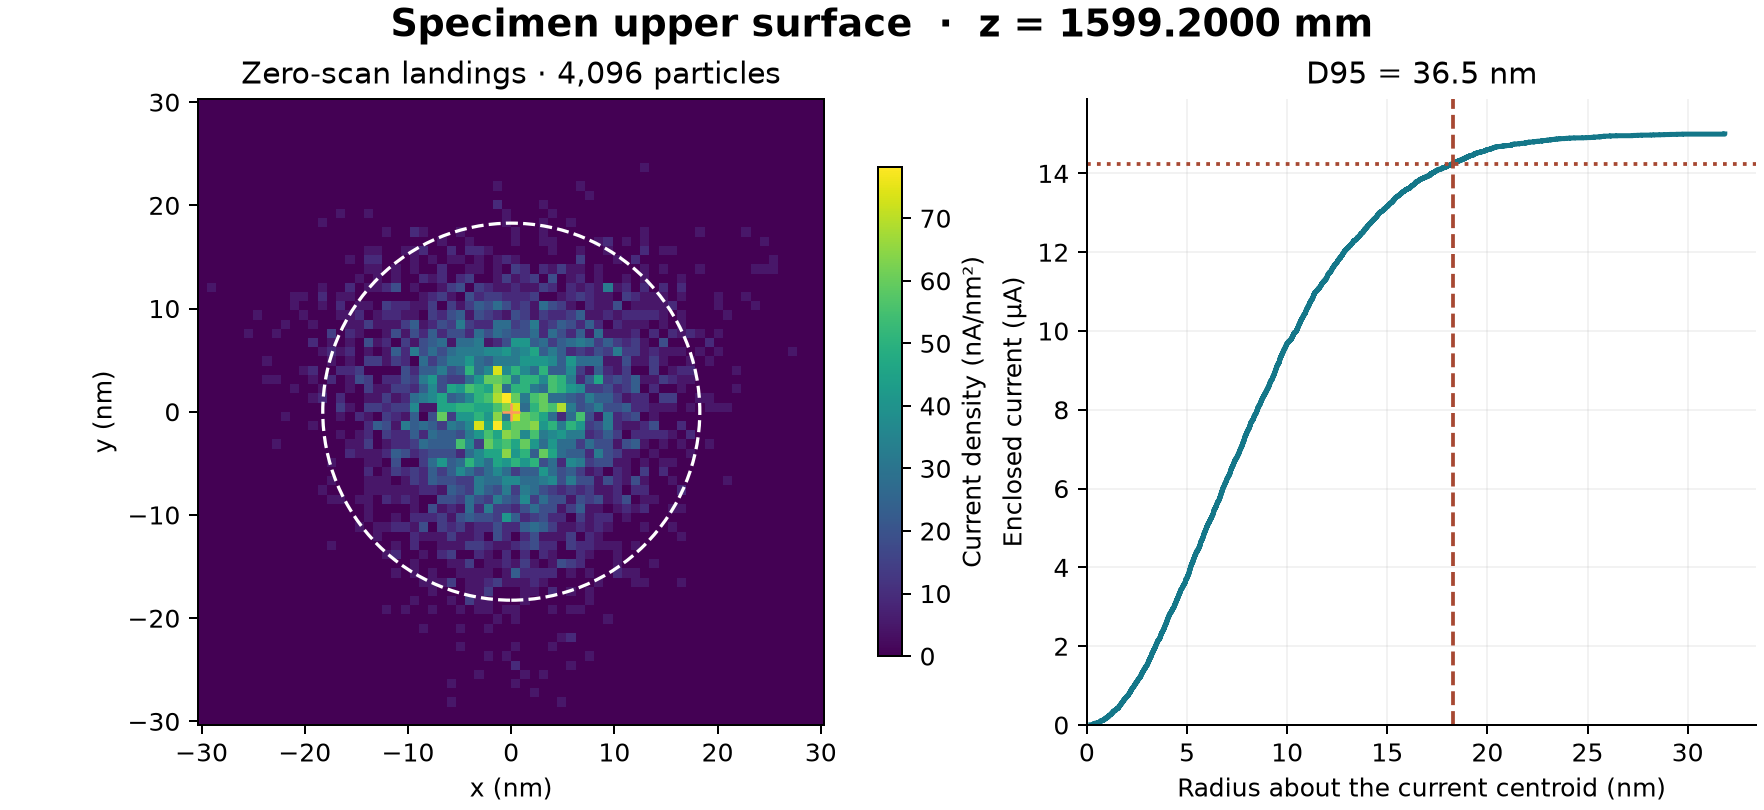 Specimen upper surface · z = 1599.2000 mm
Zero-scan landings · 4,096 particles
30
20
10
0
−10
−20
−30
y (nm)
−30 −20 −10 0 10 20 30
x (nm)
70
60
50
40
30
20
10
0
Current density (nA/nm²)
D95 = 36.5 nm
14
12
10
8
6
4
2
0
Enclosed current (μA)
0 5 10 15 20 25 30
Radius about the current centroid (nm)